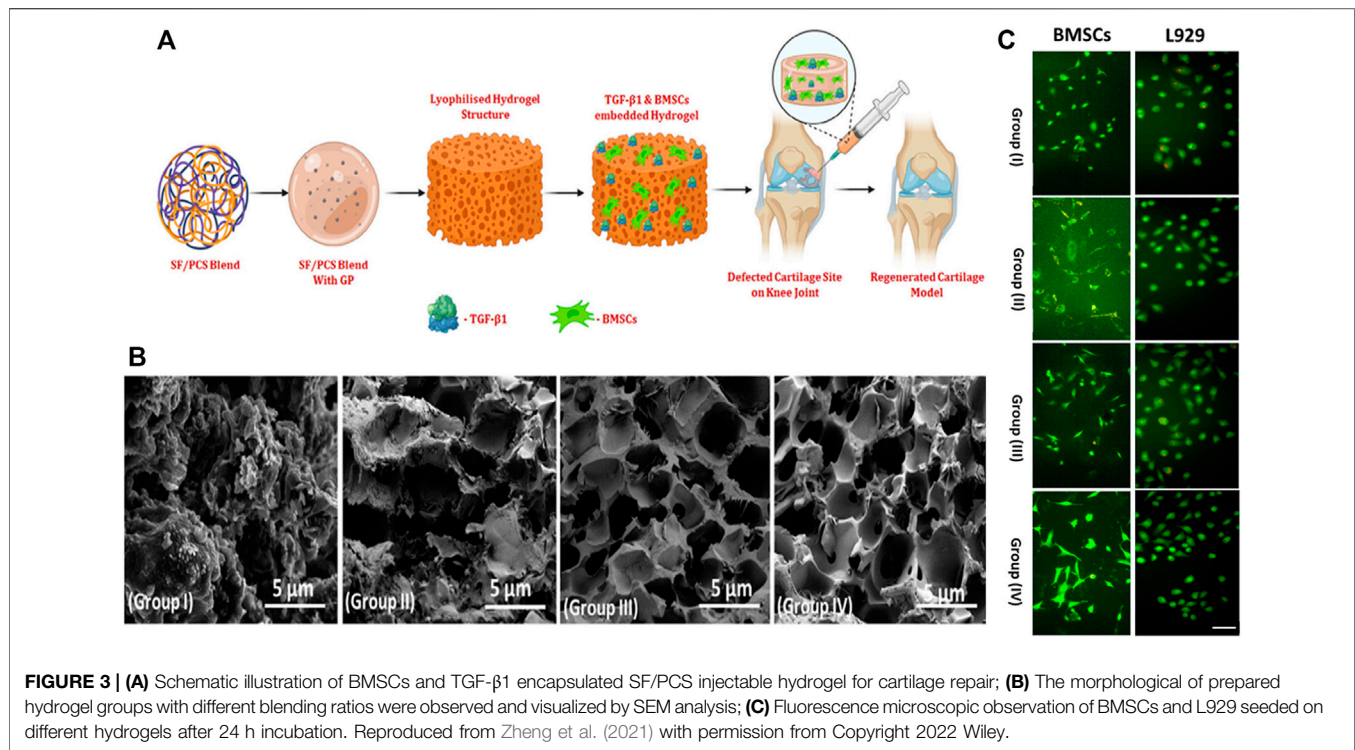 A
Lyophilised Hydrogel
Structure
TGF-β1 & BMSCs
embedded Hydrogel
SF/PCS Blend
SF/PCS Blend
With GP
Defected Cartilage Site
on Knee Joint
Regenerated Cartilage
Model
- TGF-β1
- BMSCs
B
(Group I)
5 μm
(Group II)
5 μm
(Group III)
5 μm
(Group IV)
5 μm
C
BMSCs
L929
Group (I)
Group (II)
Group (III)
Group (IV)
FIGURE 3 | (A) Schematic illustration of BMSCs and TGF-β1 encapsulated SF/PCS injectable hydrogel for cartilage repair; (B) The morphological of prepared
hydrogel groups with different blending ratios were observed and visualized by SEM analysis; (C) Fluorescence microscopic observation of BMSCs and L929 seeded on
different hydrogels after 24 h incubation. Reproduced from Zheng et al. (2021) with permission from Copyright 2022 Wiley.